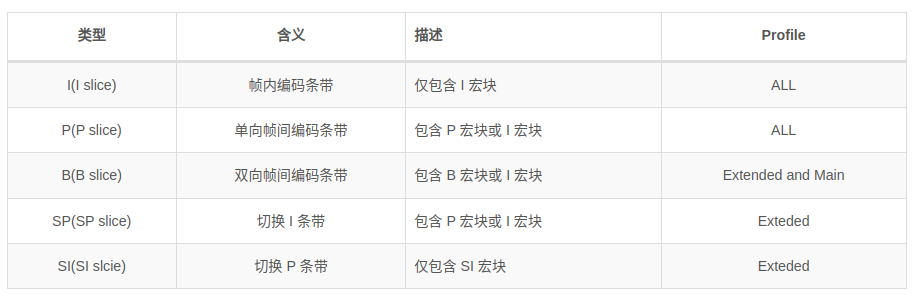 类型 含义 描述 Profile
I(I slice) 帧内编码条带 仅包含 I 宏块 ALL
P(P slice) 单向帧间编码条带 包含 P 宏块或 I 宏块 ALL
B(B slice) 双向帧间编码条带 包含 B 宏块或 I 宏块 Extended and Main
SP(SP slice) 切换 I 条带 包含 P 宏块或 I 宏块 Exteded
SI(SI slcie) 切换 P 条带 仅包含 SI 宏块 Exteded